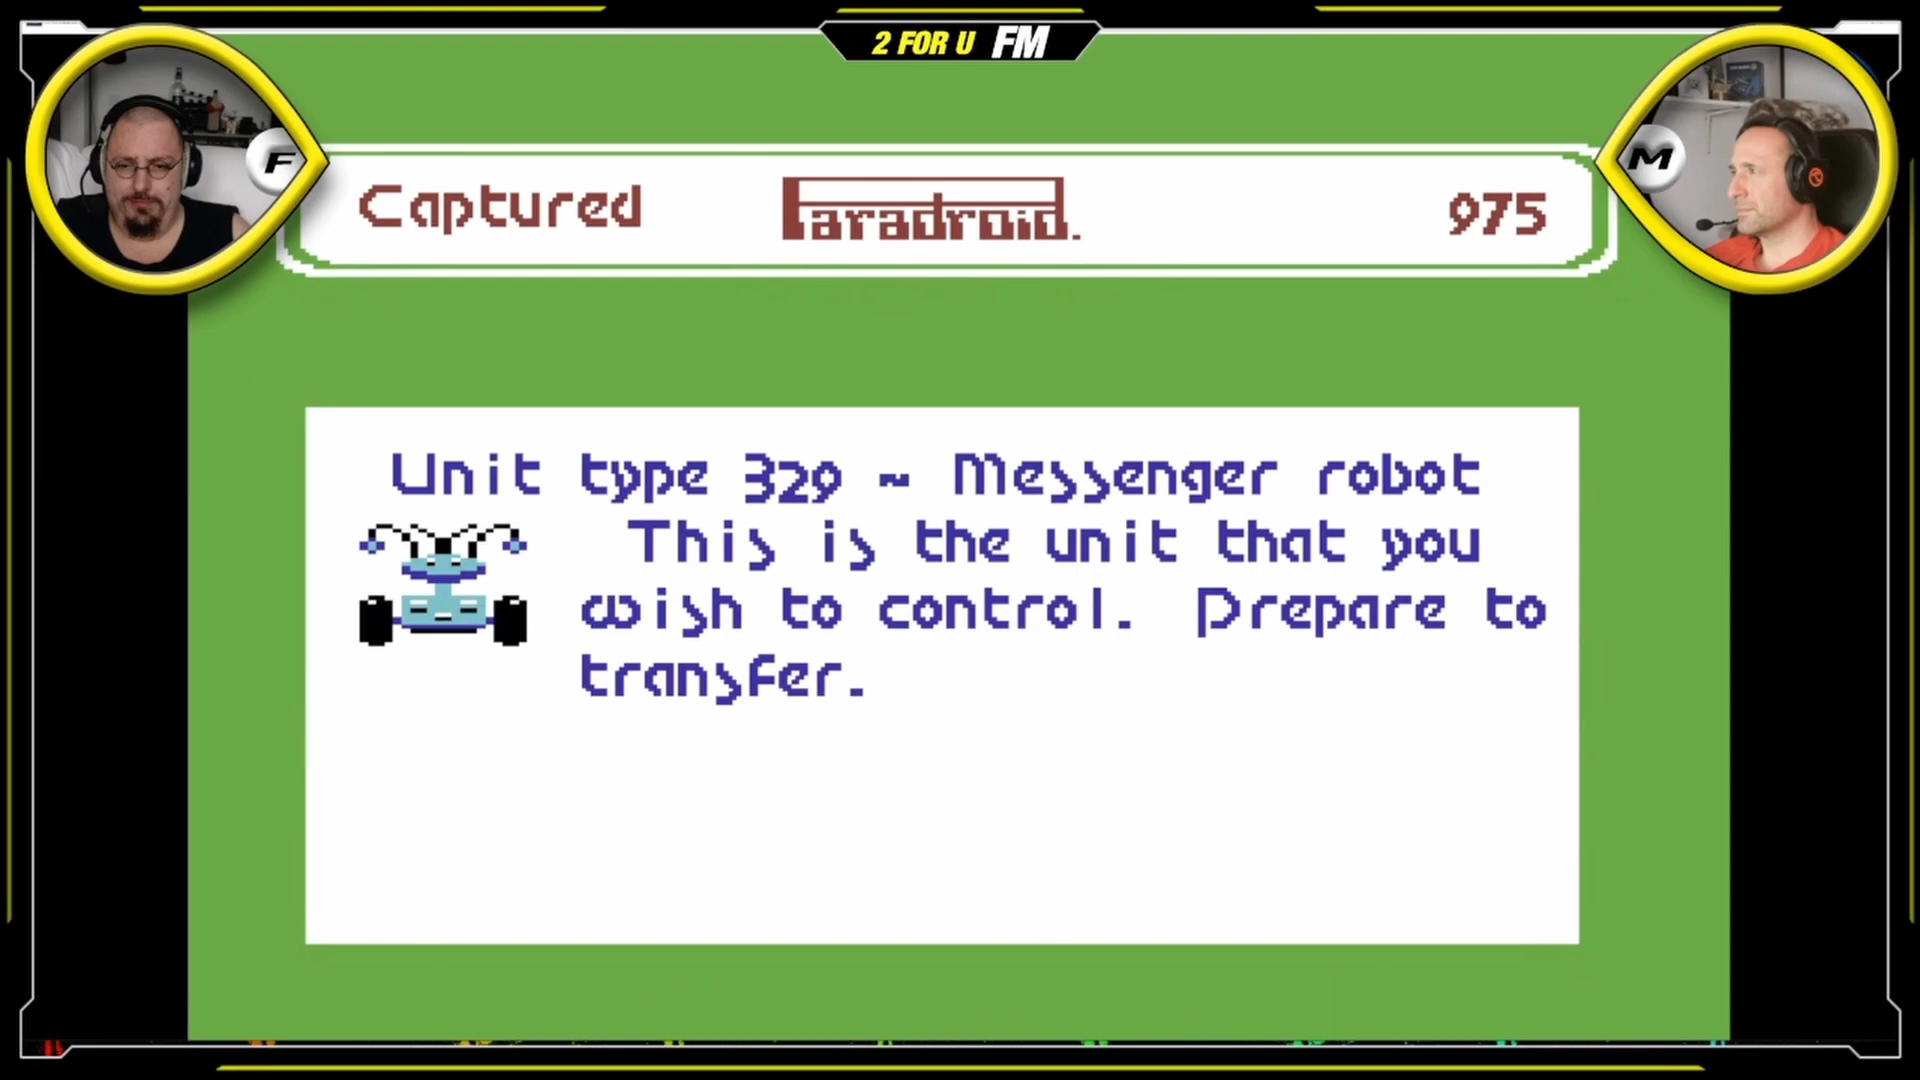 2 FOR U FM
F
M
Captured Paradroid. 975
Unit type 329 ~ Messenger robot
This is the unit that you
wish to control. Prepare to
transfer.